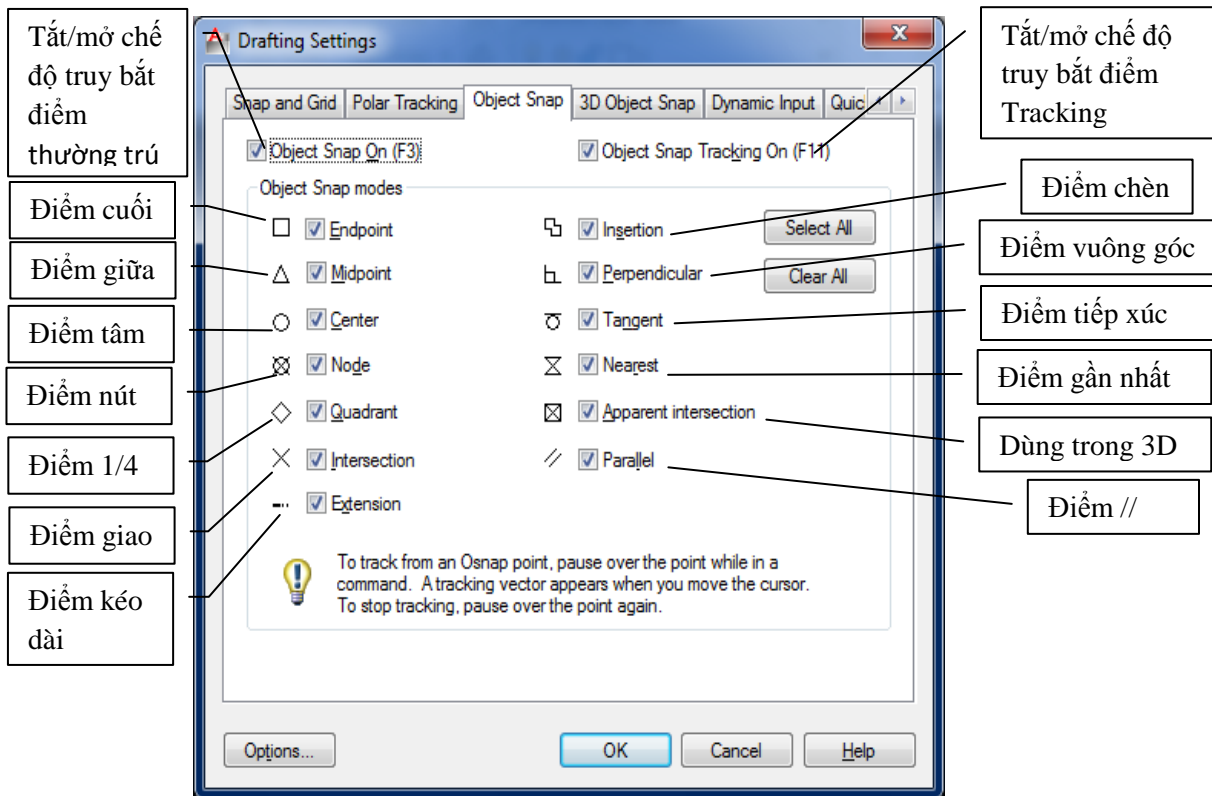 Tắt/mở chế
độ truy bắt
điểm
thường trú
Tắt/mở chế độ
truy bắt điểm
Tracking
Drafting Settings
Snap and Grid
Polar Tracking
Object Snap
3D Object Snap
Dynamic Input
Quic
Object Snap On (F3)
Object Snap Tracking On (F11)
Object Snap modes
Điểm cuối
Endpoint
Insertion
Select All
Điểm chèn
Điểm giữa
Midpoint
Perpendicular
Clear All
Điểm vuông góc
Điểm tâm
Center
Tangent
Điểm tiếp xúc
Điểm nút
Node
Nearest
Điểm gần nhất
Điểm 1/4
Quadrant
Apparent intersection
Dùng trong 3D
Điểm giao
Intersection
Parallel
Điểm //
Điểm kéo
dài
Extension
To track from an Osnap point, pause over the point while in a
command. A tracking vector appears when you move the cursor.
To stop tracking, pause over the point again.
Options...
OK
Cancel
Help